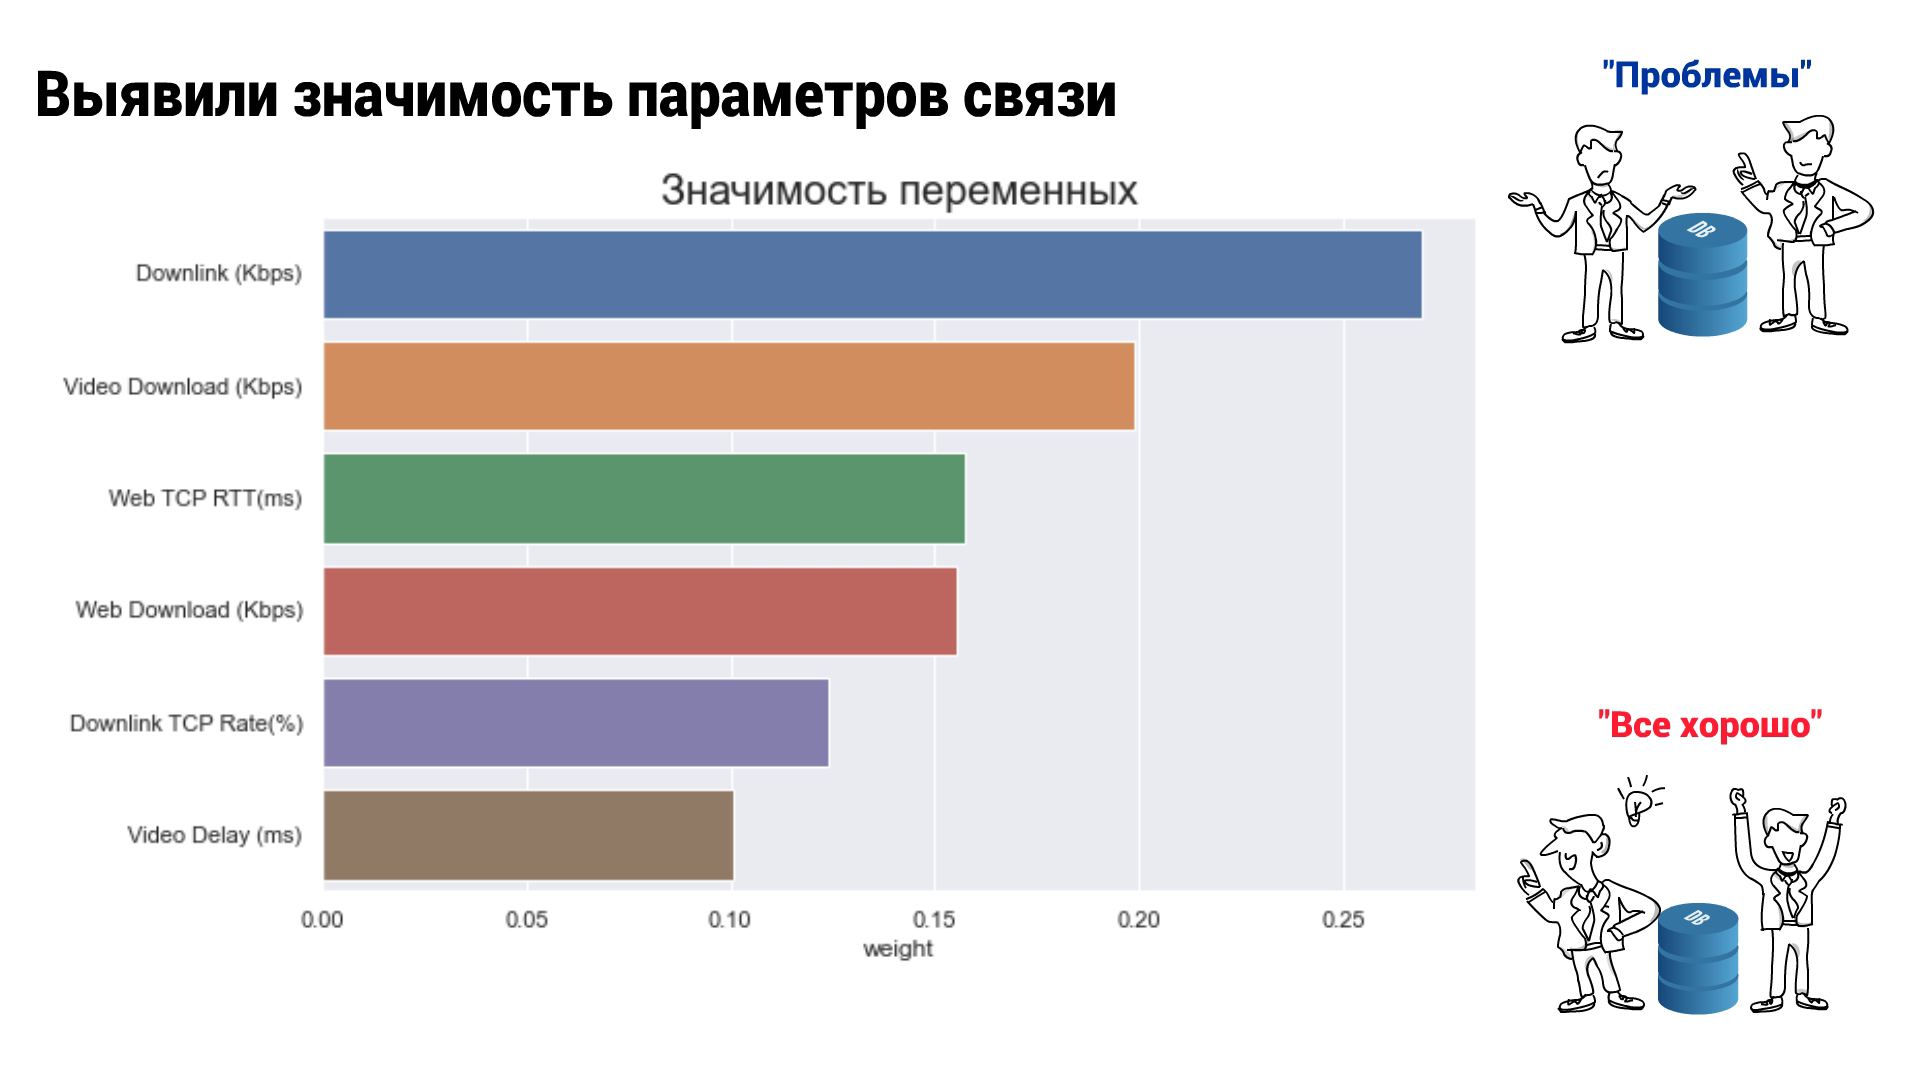 Выявили значимость параметров связи
"Проблемы"
Значимость переменных
DB
Downlink (Kbps)
Video Download (Kbps)
Web TCP RTT(ms)
Web Download (Kbps)
Downlink TCP Rate(%)
Video Delay (ms)
0.00 0.05 0.10 0.15 0.20 0.25
weight
"Все хорошо"
DB